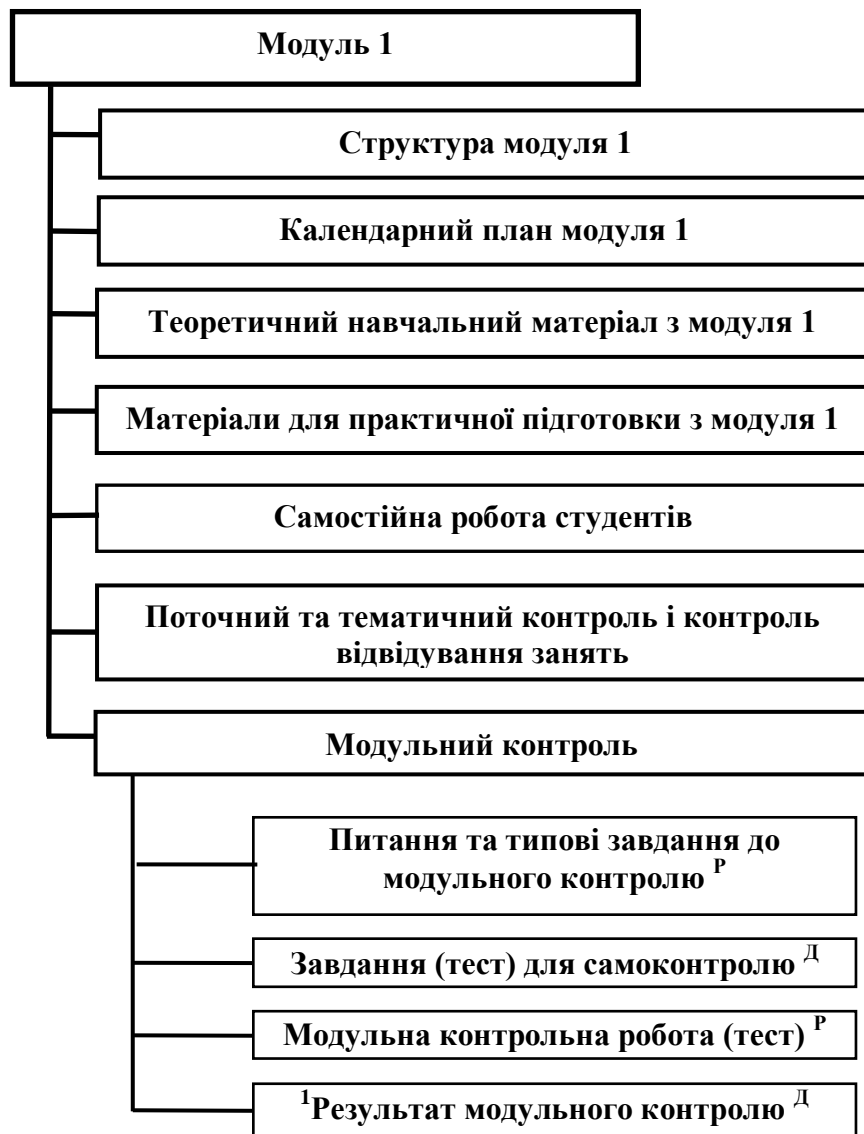 Модуль 1
Структура модуля 1
Календарний план модуля 1
Теоретичний навчальний матеріал з модуля 1
Матеріали для практичної підготовки з модуля 1
Самостійна робота студентів
Поточний та тематичний контроль і контроль
відвідування занять
Модульний контроль
Питання та типові завдання до
модульного контролю ᴾ
Завдання (тест) для самоконтролю ᴰ
Модульна контрольна робота (тест) ᴾ
¹Результат модульного контролю ᴰ